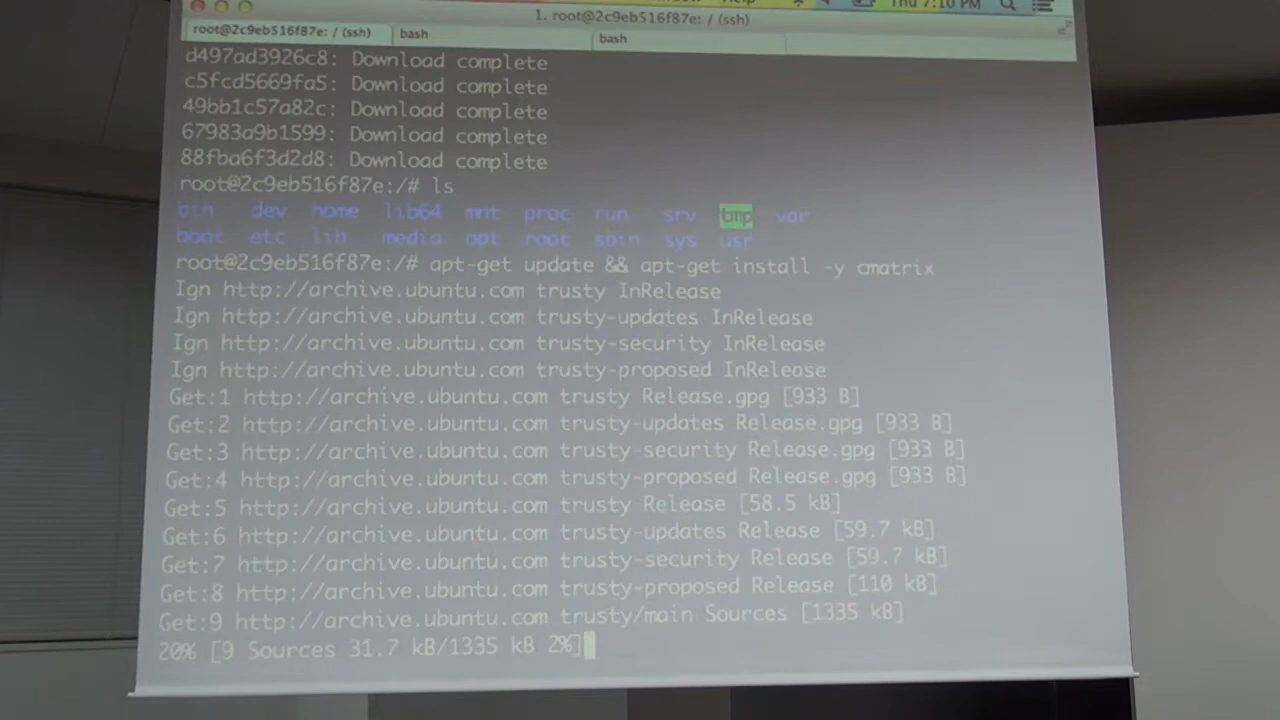 Help Thu 7:10 PM
1. root@2c9eb516f87e: / (ssh)
root@2c9eb516f87e: / (ssh) bash bash
d497ad3926c8: Download complete
c5fcd5669fa5: Download complete
49bb1c57a82c: Download complete
67983a9b1599: Download complete
88fba6f3d2d8: Download complete
root@2c9eb516f87e:/# ls
bin dev home lib64 mnt proc run srv tmp var
boot etc lib media opt root sbin sys usr
root@2c9eb516f87e:/# apt-get update && apt-get install -y cmatrix
Ign http://archive.ubuntu.com trusty InRelease
Ign http://archive.ubuntu.com trusty-updates InRelease
Ign http://archive.ubuntu.com trusty-security InRelease
Ign http://archive.ubuntu.com trusty-proposed InRelease
Get:1 http://archive.ubuntu.com trusty Release.gpg [933 B]
Get:2 http://archive.ubuntu.com trusty-updates Release.gpg [933 B]
Get:3 http://archive.ubuntu.com trusty-security Release.gpg [933 B]
Get:4 http://archive.ubuntu.com trusty-proposed Release.gpg [933 B]
Get:5 http://archive.ubuntu.com trusty Release [58.5 kB]
Get:6 http://archive.ubuntu.com trusty-updates Release [59.7 kB]
Get:7 http://archive.ubuntu.com trusty-security Release [59.7 kB]
Get:8 http://archive.ubuntu.com trusty-proposed Release [110 kB]
Get:9 http://archive.ubuntu.com trusty/main Sources [1335 kB]
20% [9 Sources 31.7 kB/1335 kB 2%]